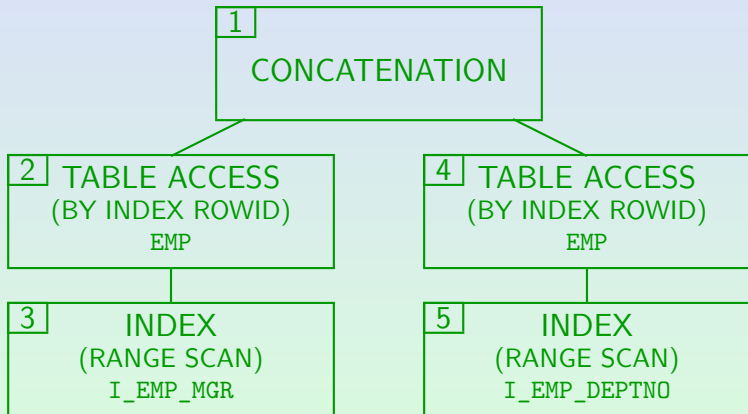 1
CONCATENATION
2
TABLE ACCESS
(BY INDEX ROWID)
EMP
4
TABLE ACCESS
(BY INDEX ROWID)
EMP
3
INDEX
(RANGE SCAN)
I_EMP_MGR
5
INDEX
(RANGE SCAN)
I_EMP_DEPTNO